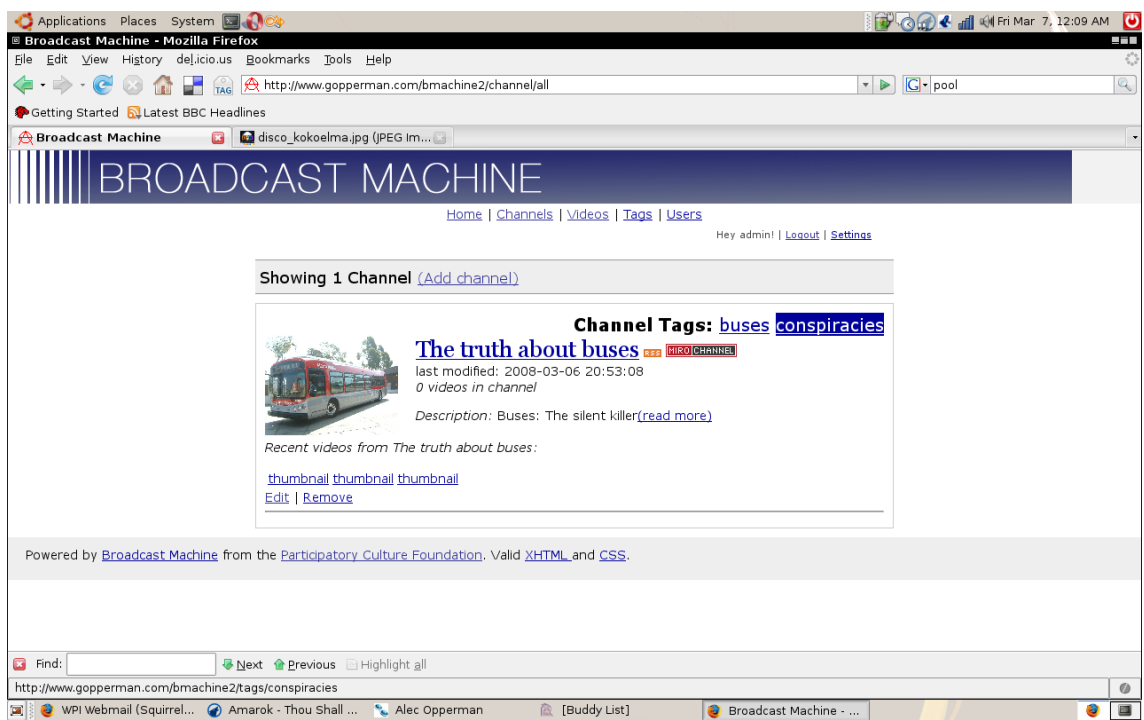 Applications Places System Fri Mar 7, 12:09 AM
Broadcast Machine - Mozilla Firefox
File Edit View History del.icio.us Bookmarks Tools Help
TAG http://www.gopperman.com/bmachine2/channel/all G pool
Getting Started Latest BBC Headlines
Broadcast Machine disco_kokoelma.jpg (JPEG Im...
BROADCAST MACHINE
Home | Channels | Videos | Tags | Users
Hey admin! | Logout | Settings
Showing 1 Channel (Add channel)
Channel Tags: buses conspiracies
The truth about buses RSS MIRO CHANNEL
last modified: 2008-03-06 20:53:08
0 videos in channel
Description: Buses: The silent killer(read more)
Recent videos from The truth about buses:
thumbnail thumbnail thumbnail
Edit | Remove
Powered by Broadcast Machine from the Participatory Culture Foundation. Valid XHTML and CSS.
Find: Next Previous Highlight all
http://www.gopperman.com/bmachine2/tags/conspiracies
WPI Webmail (Squirrel... Amarok - Thou Shall ... Alec Opperman [Buddy List] Broadcast Machine - ...